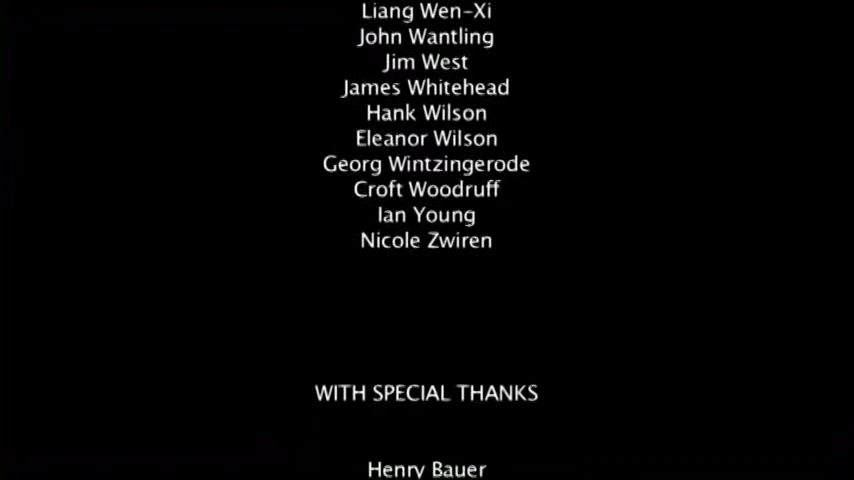 Liang Wen-Xi
John Wantling
Jim West
James Whitehead
Hank Wilson
Eleanor Wilson
Georg Wintzingerode
Croft Woodruff
Ian Young
Nicole Zwiren
WITH SPECIAL THANKS
Henry Bauer